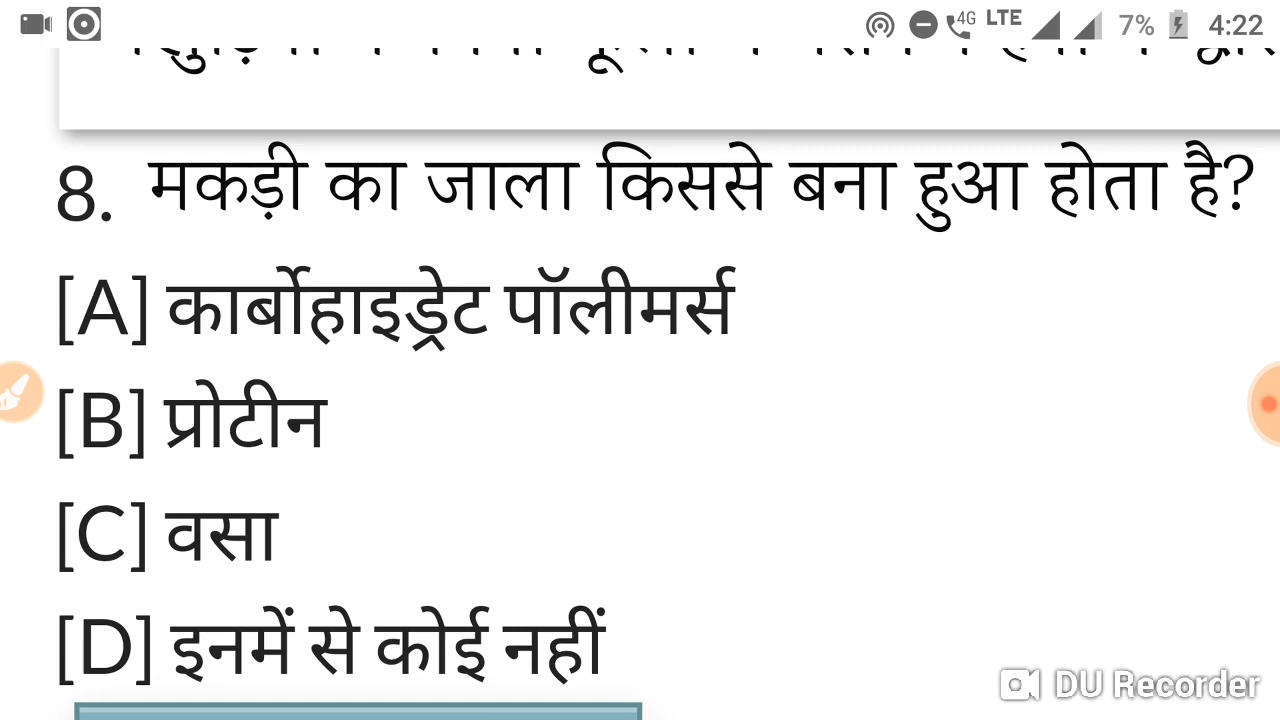 4G LTE 7% 4:22
8. मकड़ी का जाला किससे बना हुआ होता है?
[A] कार्बोहाइड्रेट पॉलीमर्स
[B] प्रोटीन
[C] वसा
[D] इनमें से कोई नहीं
DU Recorder